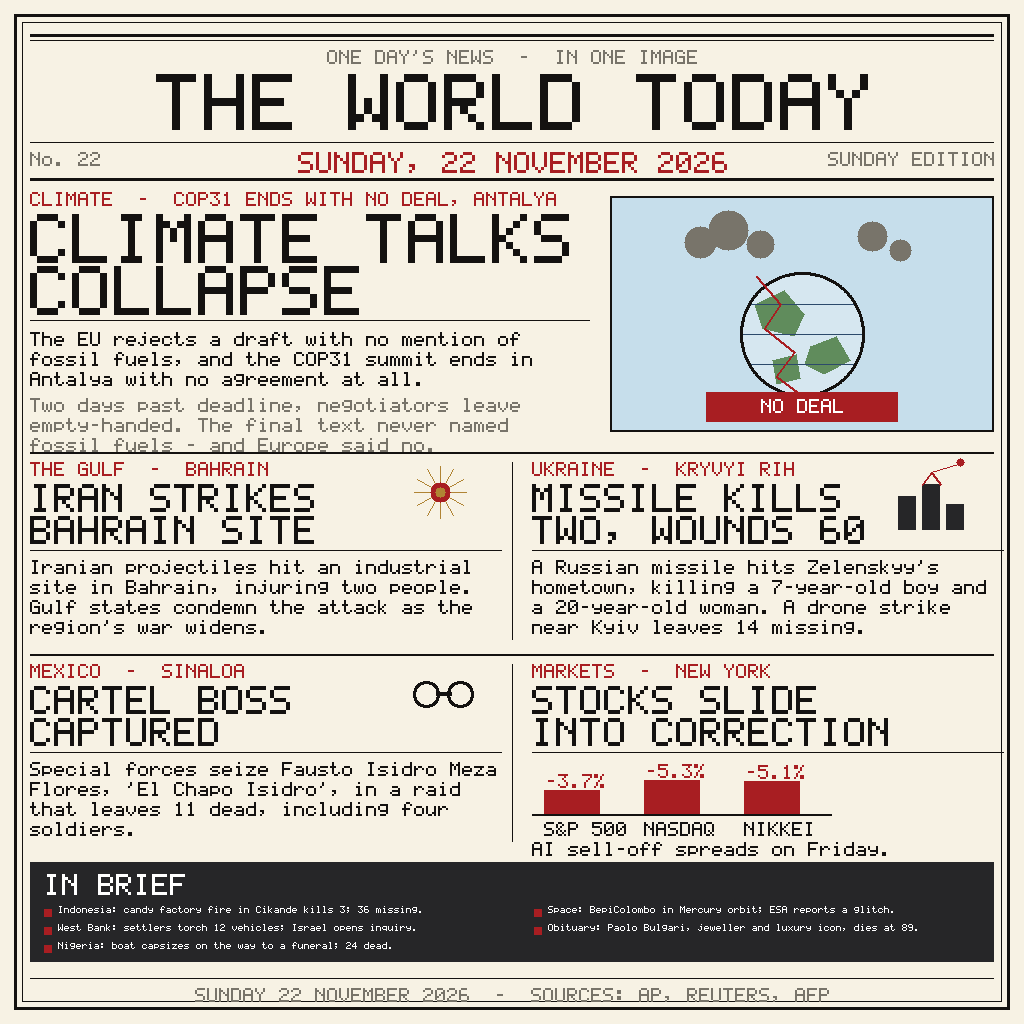 ONE DAY'S NEWS - IN ONE IMAGE
THE WORLD TODAY
No. 22
SUNDAY, 22 NOVEMBER 2026
SUNDAY EDITION
CLIMATE - COP31 ENDS WITH NO DEAL, ANTALYA
CLIMATE TALKS
COLLAPSE
The EU rejects a draft with no mention of
fossil fuels, and the COP31 summit ends in
Antalya with no agreement at all.
Two days past deadline, negotiators leave
empty-handed. The final text never named
fossil fuels - and Europe said no.
NO DEAL
THE GULF - BAHRAIN
IRAN STRIKES
BAHRAIN SITE
Iranian projectiles hit an industrial
site in Bahrain, injuring two people.
Gulf states condemn the attack as the
region's war widens.
UKRAINE - KRYVYI RIH
MISSILE KILLS
TWO, WOUNDS 60
A Russian missile hits Zelenskyy's
hometown, killing a 7-year-old boy and
a 20-year-old woman. A drone strike
near Kyiv leaves 14 missing.
MEXICO - SINALOA
CARTEL BOSS
CAPTURED
Special forces seize Fausto Isidro Meza
Flores, 'El Chapo Isidro', in a raid
that leaves 11 dead, including four
soldiers.
MARKETS - NEW YORK
STOCKS SLIDE
INTO CORRECTION
-3.7% -5.3% -5.1%
S&P 500 NASDAQ NIKKEI
AI sell-off spreads on Friday.
IN BRIEF
Indonesia: candy factory fire in Cikande kills 3; 36 missing.
West Bank: settlers torch 12 vehicles; Israel opens inquiry.
Nigeria: boat capsizes on the way to a funeral; 24 dead.
Space: BepiColombo in Mercury orbit; ESA reports a glitch.
Obituary: Paolo Bulgari, jeweller and luxury icon, dies at 89.
SUNDAY 22 NOVEMBER 2026 - SOURCES: AP, REUTERS, AFP